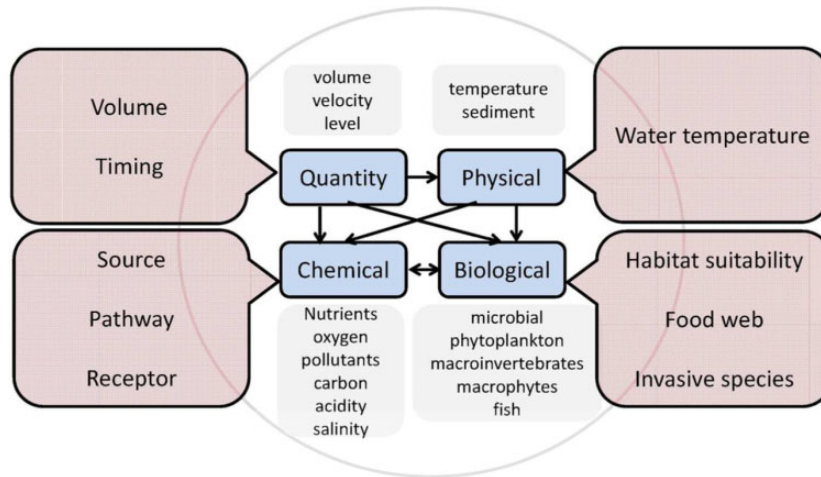 Volume
Timing
volume
velocity
level
temperature
sediment
Water temperature
Quantity
Physical
Source
Pathway
Receptor
Chemical
Biological
Habitat suitability
Food web
Invasive species
Nutrients
oxygen
pollutants
carbon
acidity
salinity
microbial
phytoplankton
macroinvertebrates
macrophytes
fish